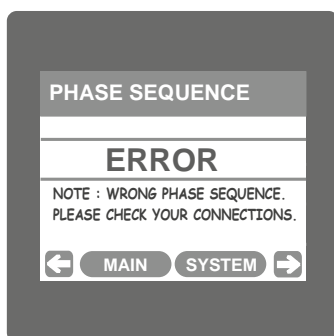 PHASE SEQUENCE
ERROR
NOTE : WRONG PHASE SEQUENCE.
PLEASE CHECK YOUR CONNECTIONS.
MAIN SYSTEM